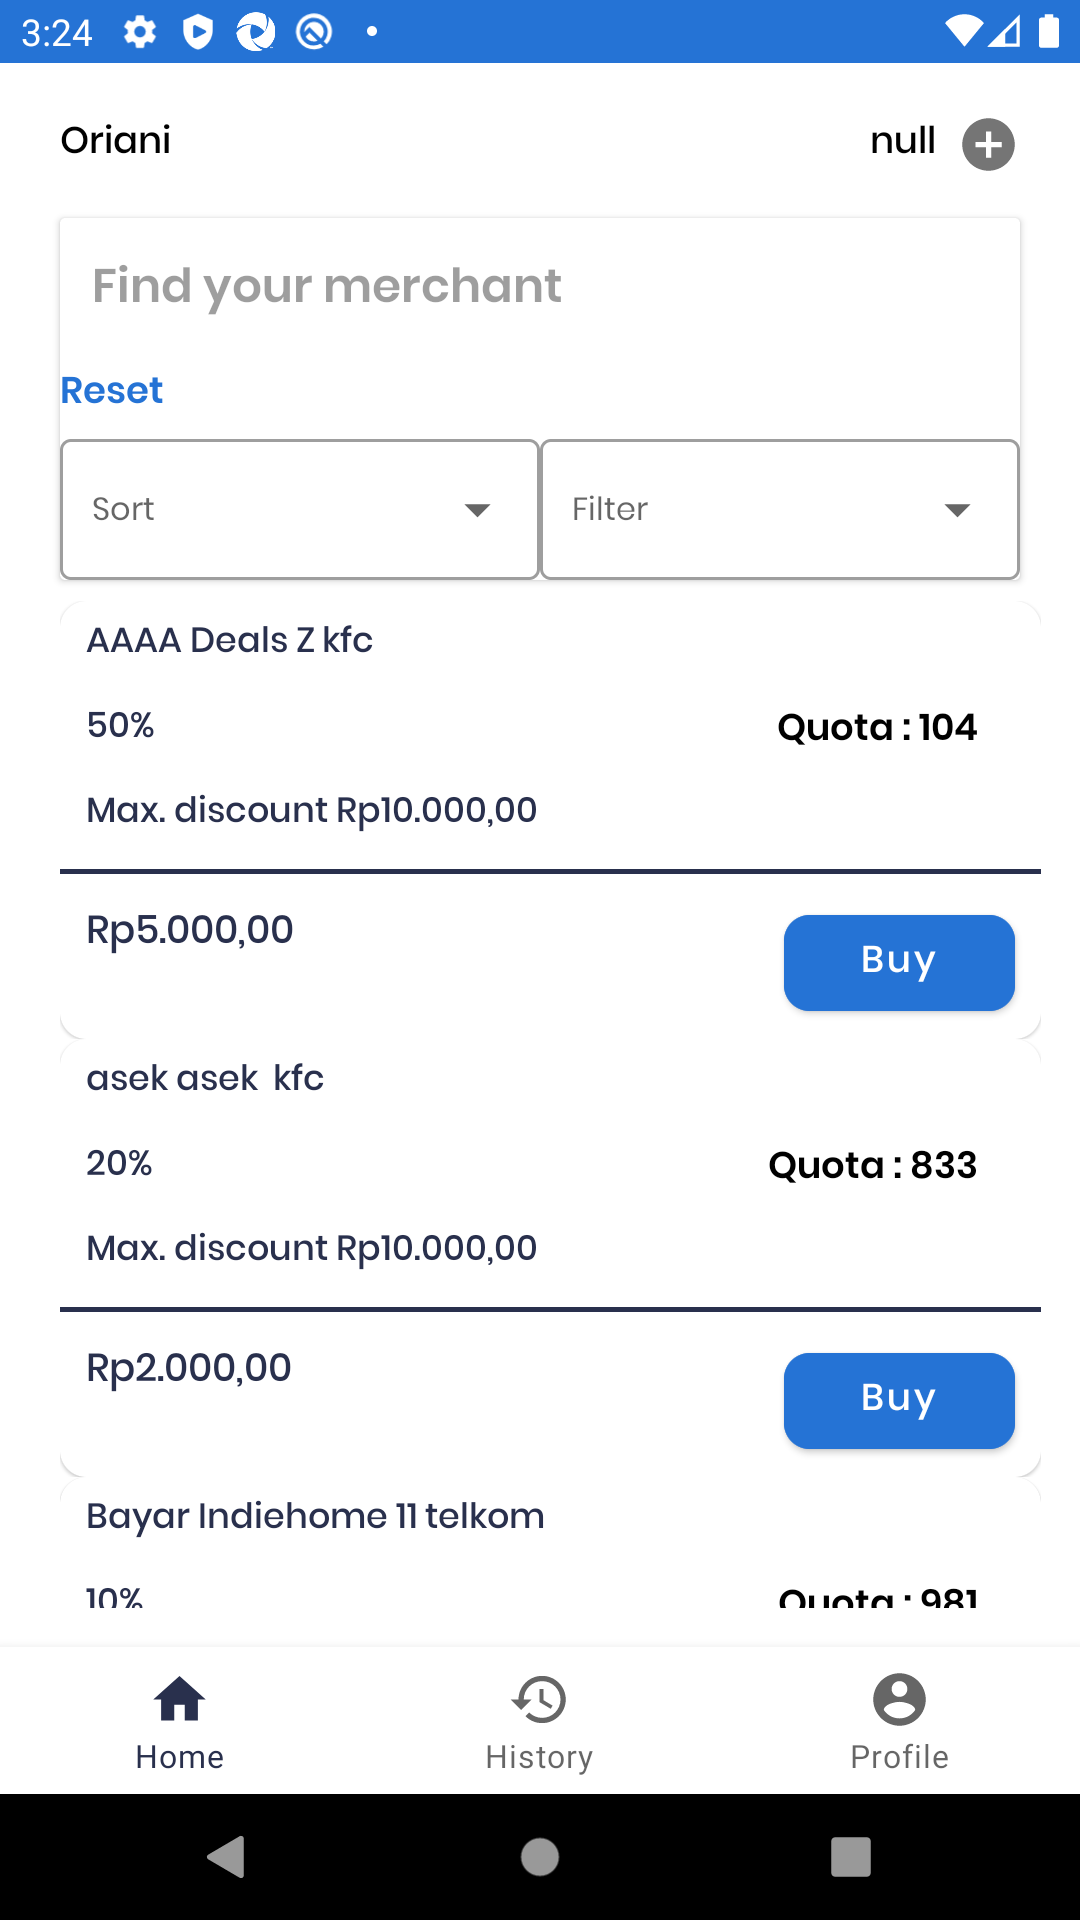 3:24
Oriani null
Find your merchant
Reset
Sort Filter
AAAA Deals Z kfc
50% Quota : 104
Max. discount Rp10.000,00
Rp5.000,00 Buy
asek asek  kfc
20% Quota : 833
Max. discount Rp10.000,00
Rp2.000,00 Buy
Bayar Indiehome 11 telkom
10% Quota : 981
Home History Profile